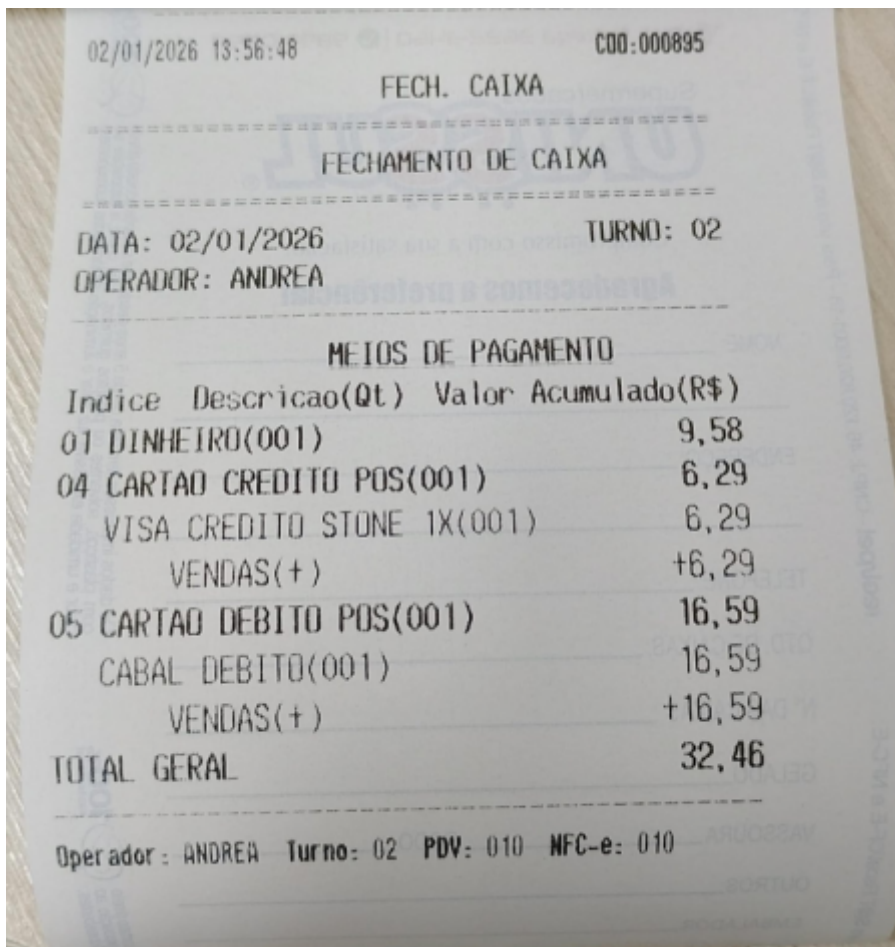 02/01/2026 13:56:48 COO:000895
FECH. CAIXA
FECHAMENTO DE CAIXA
DATA: 02/01/2026 TURNO: 02
OPERADOR: ANDREA
MEIOS DE PAGAMENTO
Indice Descricao(Qt) Valor Acumulado(R$)
01 DINHEIRO(001) 9,58
04 CARTAO CREDITO POS(001) 6,29
VISA CREDITO STONE 1X(001) 6,29
VENDAS(+) +6,29
05 CARTAO DEBITO POS(001) 16,59
CABAL DEBITO(001) 16,59
VENDAS(+) +16,59
TOTAL GERAL 32,46
Operador: ANDREA Turno: 02 PDV: 010 NFC-e: 010